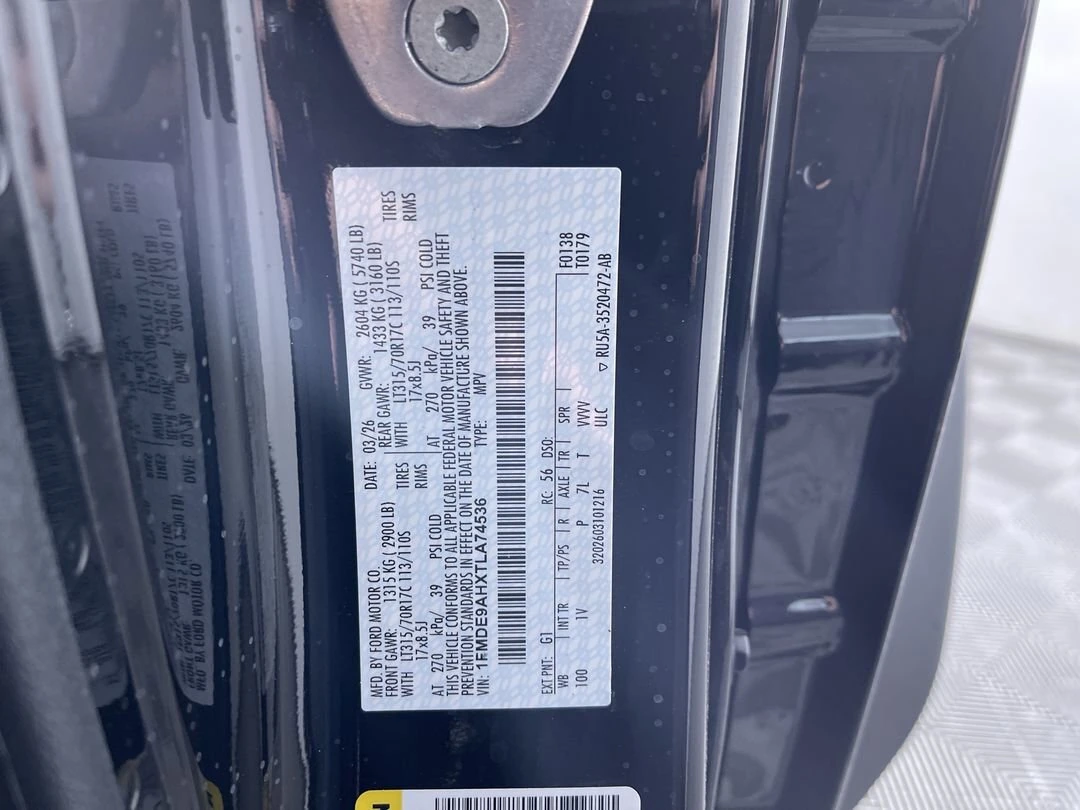 MFD. BY FORD MOTOR CO.
DATE: 03/26 GVWR: 2604 KG ( 5740 LB)
FRONT GAWR: 1315 KG ( 2900 LB) REAR GAWR: 1433 KG ( 3160 LB)
WITH LT315/70R17C 113/110S TIRES WITH LT315/70R17C 113/110S TIRES
17x8.5J RIMS 17x8.5J RIMS
AT 270 kPa/ 39 PSI COLD AT 270 kPa/ 39 PSI COLD
THIS VEHICLE CONFORMS TO ALL APPLICABLE FEDERAL MOTOR VEHICLE SAFETY AND THEFT
PREVENTION STANDARDS IN EFFECT ON THE DATE OF MANUFACTURE SHOWN ABOVE.
VIN: 1FMDE9AHXTLA74536 TYPE: MPV
EXT PNT: G1 RC: 56 DSO: F0138
WB INT TR TP/PS R AXLE TR SPR T0179
100 1V P 7L T VVVV
ULC
3202603101216 ▽ RU5A-3520472-AB